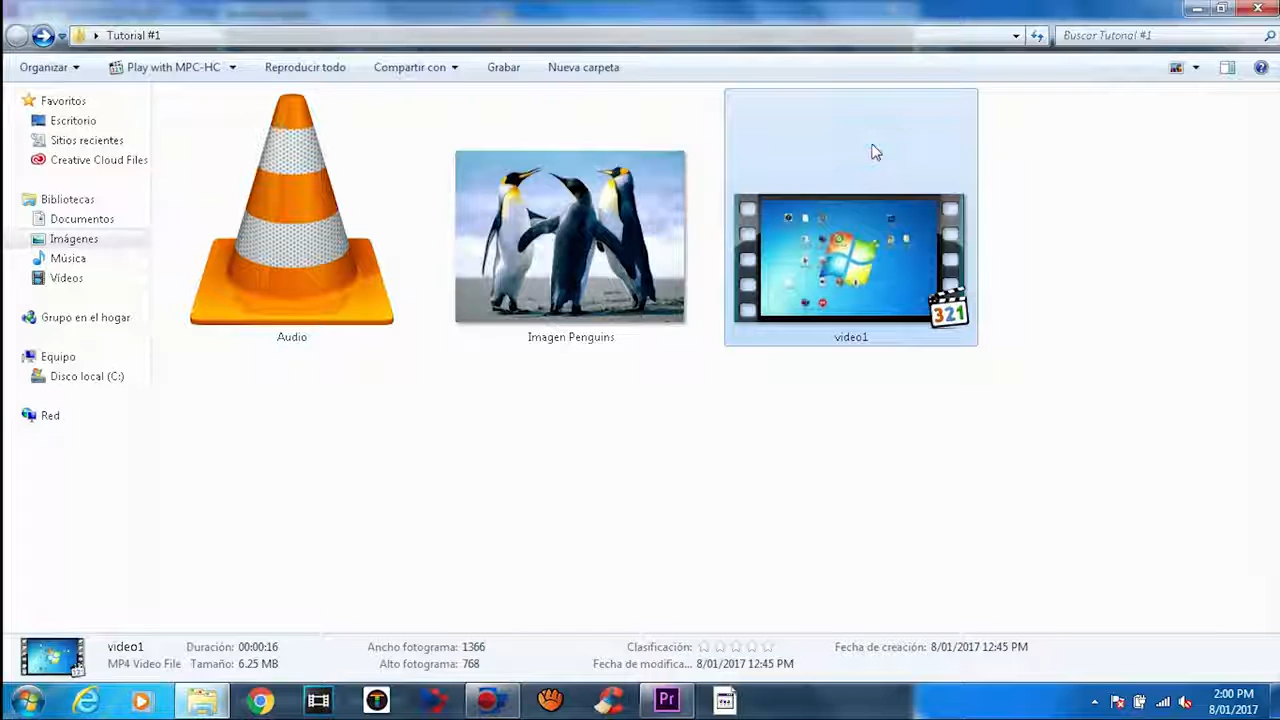 Tutorial #1
Buscar Tutorial #1
Organizar
Play with MPC-HC
Reproducir todo
Compartir con
Grabar
Nueva carpeta
Favoritos
Escritorio
Sitios recientes
Creative Cloud Files
Bibliotecas
Documentos
Imágenes
Música
Vídeos
Grupo en el hogar
Equipo
Disco local (C:)
Red
Audio
Imagen Penguins
321
video1
video1
Duración: 00:00:16
Ancho fotograma: 1366
Clasificación:
Fecha de creación: 8/01/2017 12:45 PM
MP4 Video File
Tamaño: 6.25 MB
Alto fotograma: 768
Fecha de modifica... 8/01/2017 12:45 PM
Pr
2:00 PM
8/01/2017